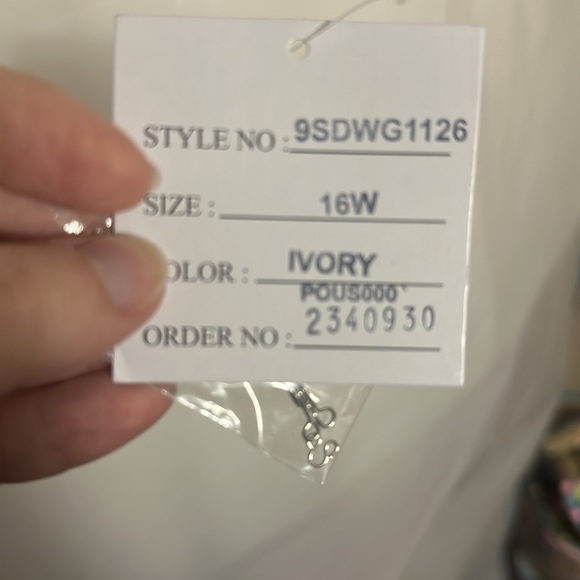 STYLE NO : 9SDWG1126
SIZE : 16W
OLOR : IVORY
POUS000
ORDER NO : 2340930